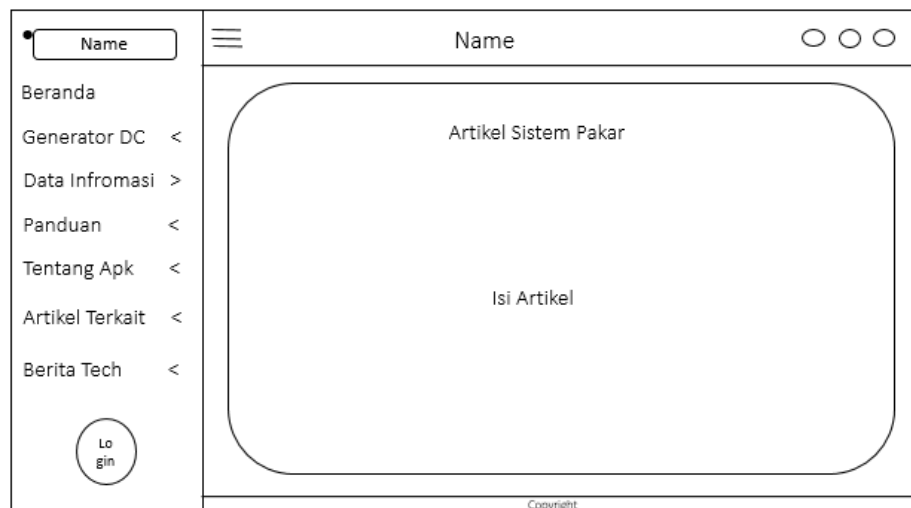 Name
Beranda
Generator DC <
Data Infromasi >
Panduan <
Tentang Apk <
Artikel Terkait <
Berita Tech <
Lo
gin
Name
Artikel Sistem Pakar
Isi Artikel
Copyright